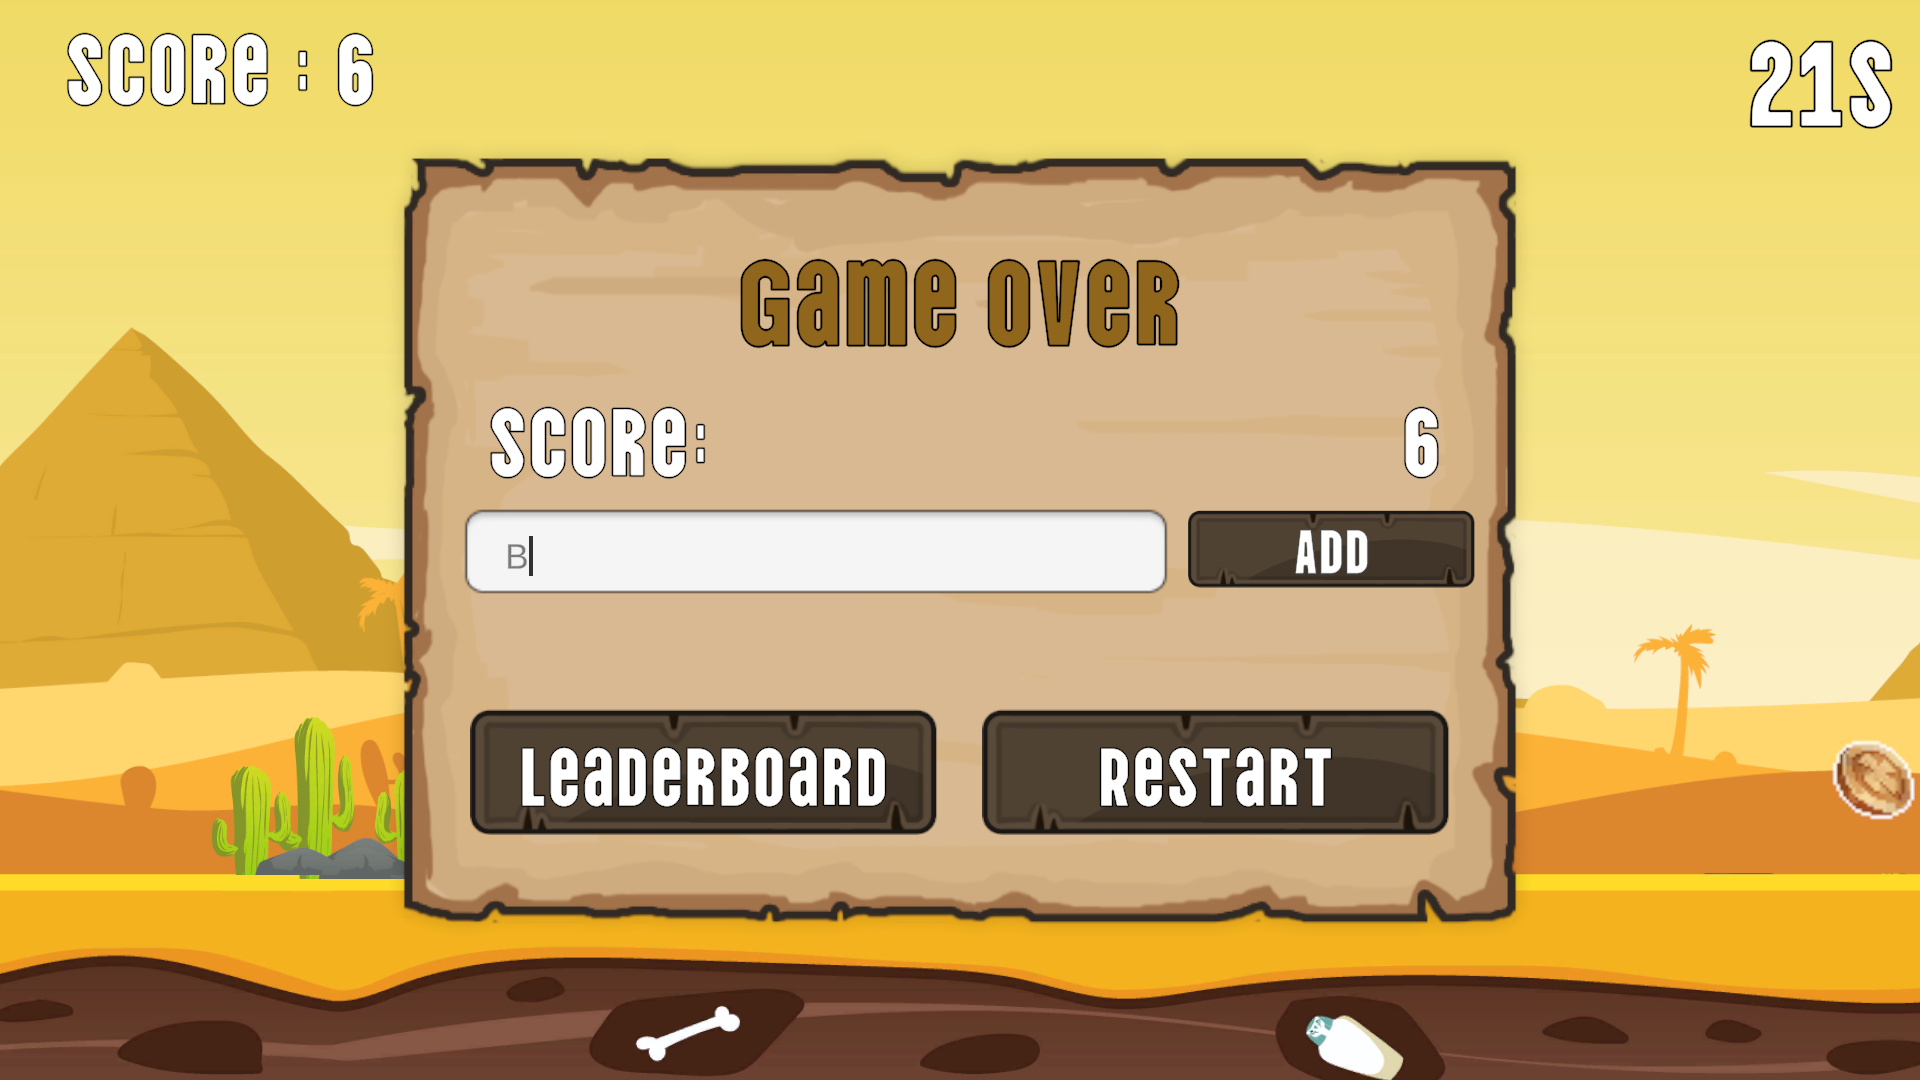 SCORE : 6
21S
GAME OVER
SCORE:
6
B
ADD
LEADERBOARD
RESTART